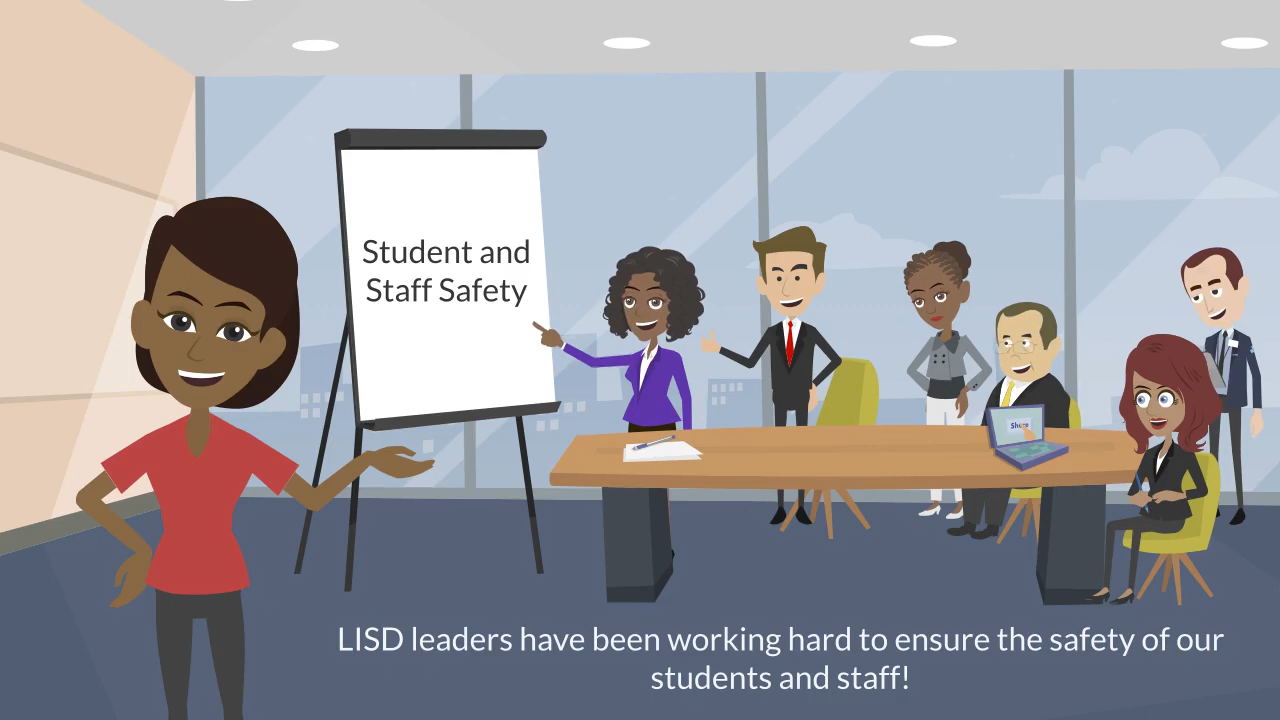 Student and
Staff Safety
Share
LISD leaders have been working hard to ensure the safety of our
students and staff!